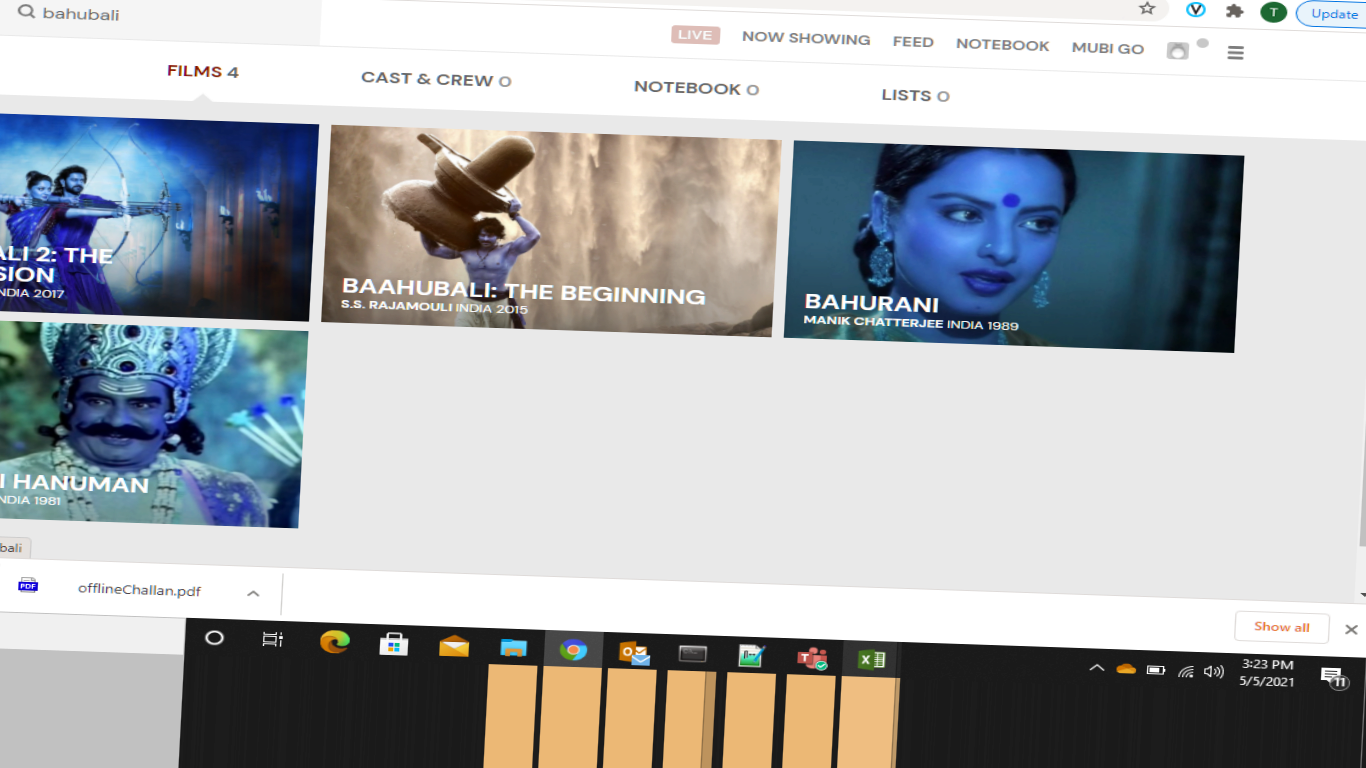 bahubali
Update
LIVE NOW SHOWING FEED NOTEBOOK MUBI GO
FILMS 4 CAST & CREW 0 NOTEBOOK 0 LISTS 0
ALI 2: THE
SION
NDIA 2017
BAAHUBALI: THE BEGINNING
S.S. RAJAMOULI INDIA 2015
BAHURANI
MANIK CHATTERJEE INDIA 1989
I HANUMAN
NDIA 1981
bali
PDF offlineChallan.pdf
Show all
3:23 PM
5/5/2021
11
T